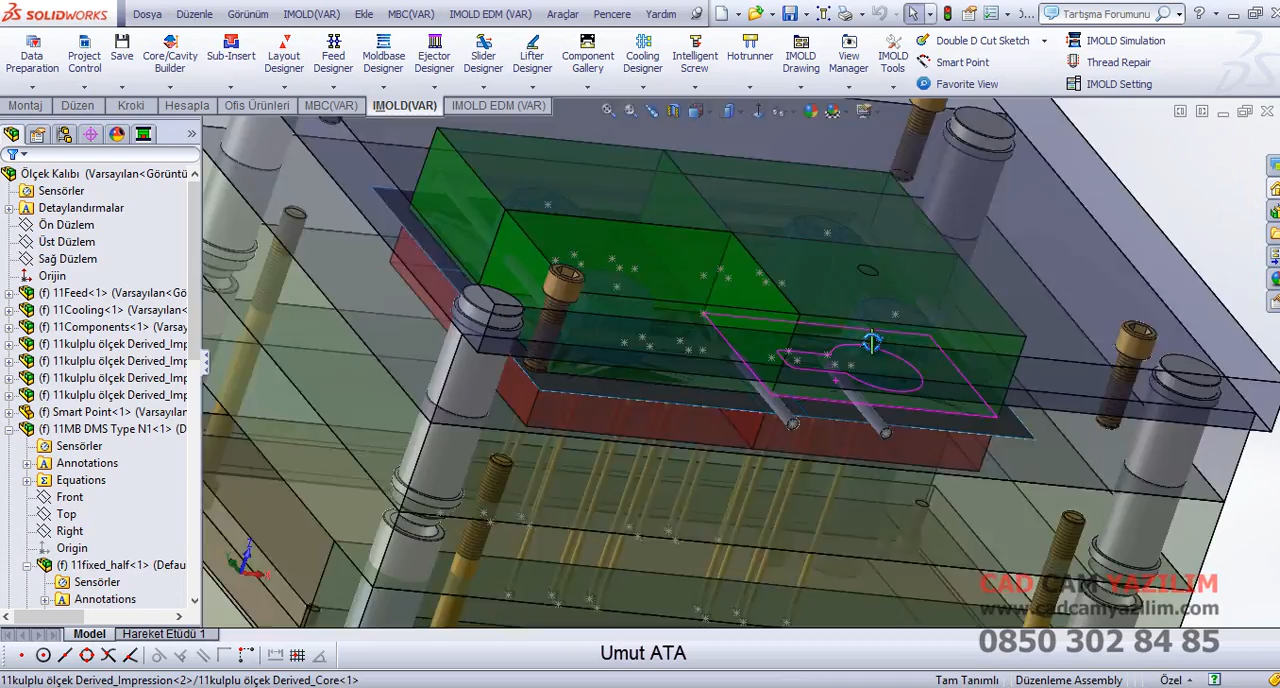 SOLIDWORKS Dosya Düzenle Görünüm IMOLD(VAR) Ekle MBC(VAR) IMOLD EDM (VAR) Araçlar Pencere Yardım Tartışma Forumunu
Data Preparation
Project Control
Save
Core/Cavity Builder
Sub-Insert
Layout Designer
Feed Designer
Moldbase Designer
Ejector Designer
Slider Designer
Lifter Designer
Component Gallery
Cooling Designer
Intelligent Screw
Hotrunner
IMOLD Drawing
View Manager
IMOLD Tools
Double D Cut Sketch
Smart Point
Favorite View
IMOLD Simulation
Thread Repair
IMOLD Setting
Montaj Düzen Kroki Hesapla Ofis Ürünleri MBC(VAR) IMOLD(VAR) IMOLD EDM (VAR)
Ölçek Kalıbı (Varsayılan<Görüntü
Sensörler
Detaylandırmalar
Ön Düzlem
Üst Düzlem
Sağ Düzlem
Orijin
(f) 11Feed<1> (Varsayılan<Gö
(f) 11Cooling<1> (Varsayılan
(f) 11Components<1> (Varsay
(f) 11kulplu ölçek Derived_Imp
(f) 11kulplu ölçek Derived_Imp
(f) 11kulplu ölçek Derived_Imp
(f) Smart Point<1> (Varsayılan
(f) 11MB DMS Type N1<1> (D
Sensörler
Annotations
Equations
Front
Top
Right
Origin
(f) 11fixed_half<1> (Defau
Sensörler
Annotations
Model Hareket Etüdü 1
CAD CAM YAZILIM
www.cadcamyazilim.com
0850 302 84 85
Umut ATA
11kulplu ölçek Derived_Impression<2>/11kulplu ölçek Derived_Core<1> Tam Tanımlı Düzenleme Assembly Özel